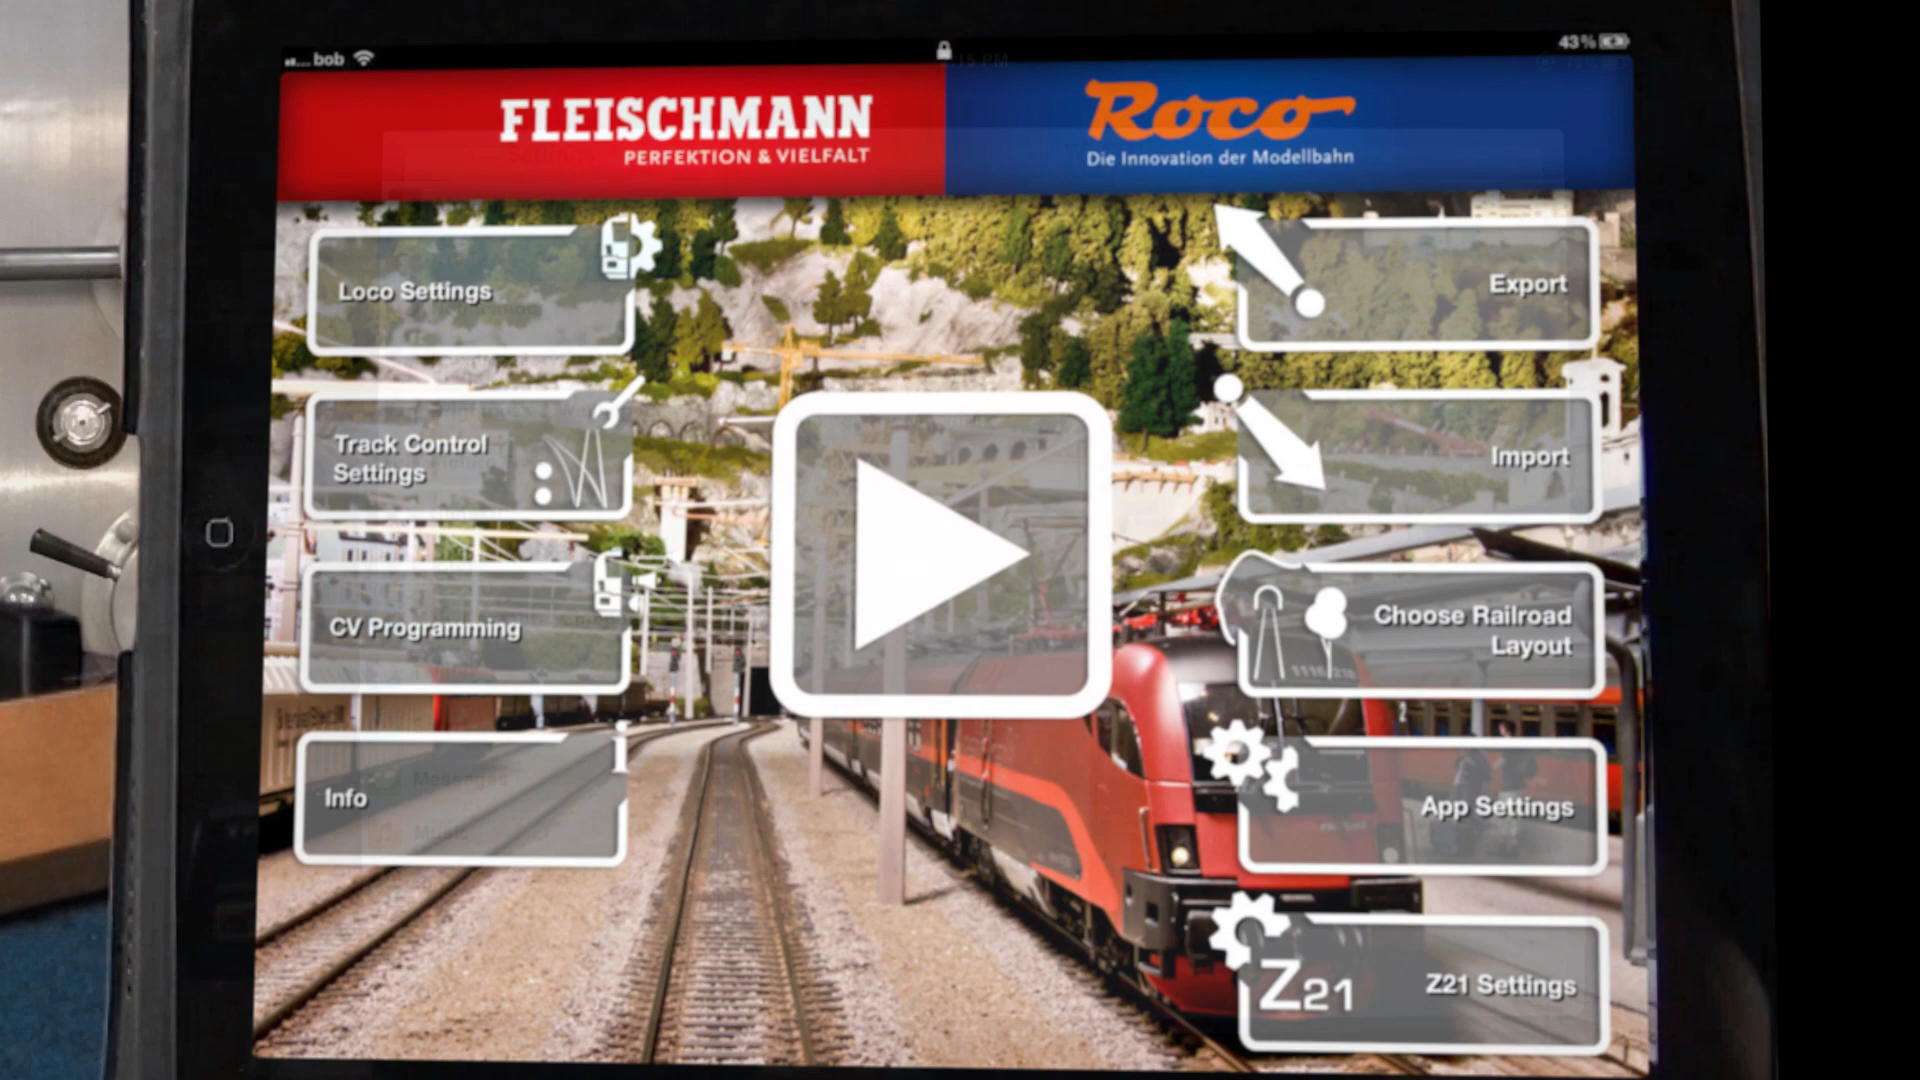 bob
43%
FLEISCHMANN
PERFEKTION & VIELFALT
Roco
Die Innovation der Modellbahn
Loco Settings
Export
Track Control
Settings
Import
CV Programming
Choose Railroad
Layout
Info
App Settings
Z21
Z21 Settings
Messages